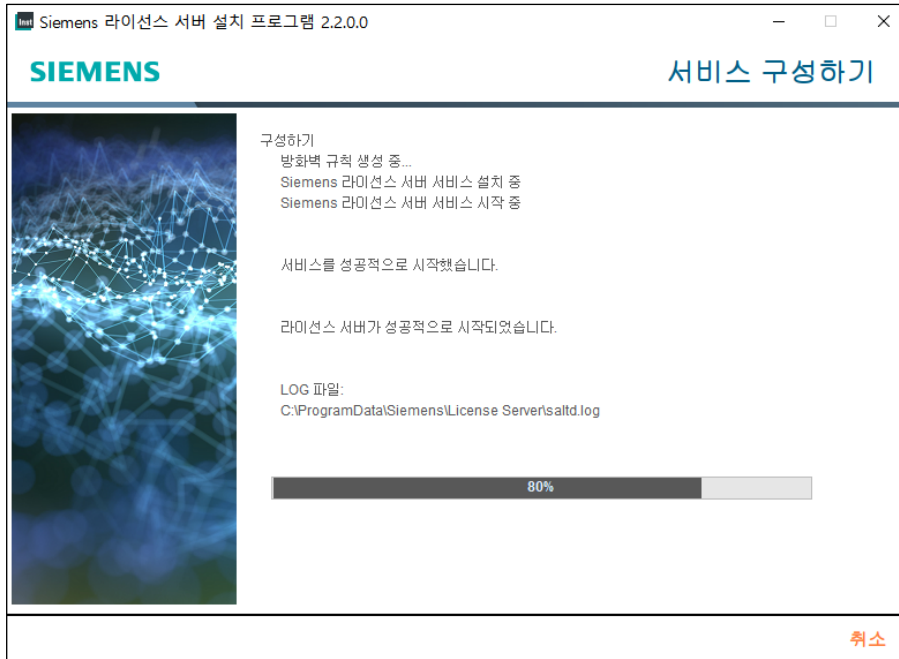 Inst Siemens 라이선스 서버 설치 프로그램 2.2.0.0
SIEMENS
서비스 구성하기
구성하기
방화벽 규칙 생성 중...
Siemens 라이선스 서버 서비스 설치 중
Siemens 라이선스 서버 서비스 시작 중
서비스를 성공적으로 시작했습니다.
라이선스 서버가 성공적으로 시작되었습니다.
LOG 파일:
C:\ProgramData\Siemens\License Server\saltd.log
80%
취소